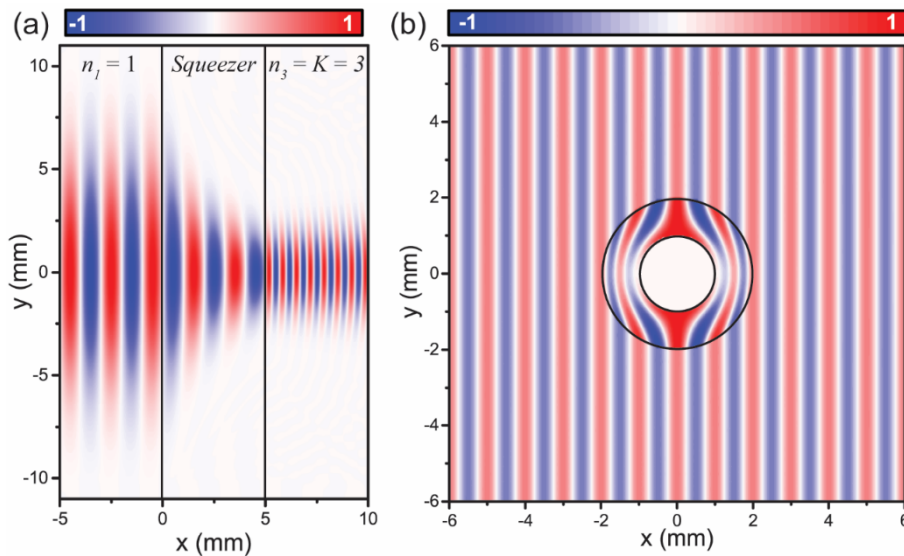 (a) -1 1 (b) -1 1
n₁ = 1 Squeezer n₃ = K = 3
y (mm)
10
5
0
-5
-10
-5 0 5 10
x (mm)
y (mm)
6
4
2
0
-2
-4
-6
-6 -4 -2 0 2 4 6
x (mm)